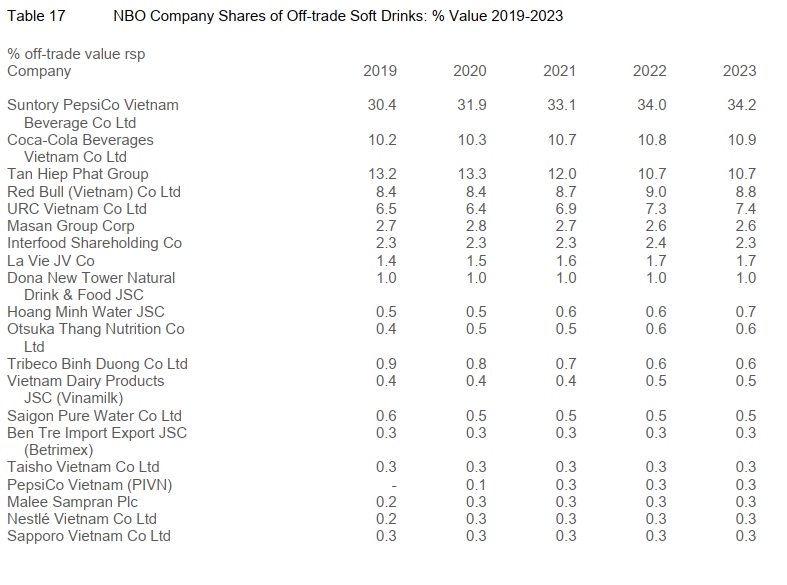 Table 17 NBO Company Shares of Off-trade Soft Drinks: % Value 2019-2023
% off-trade value rsp
Company 2019 2020 2021 2022 2023
Suntory PepsiCo Vietnam 30.4 31.9 33.1 34.0 34.2
Beverage Co Ltd
Coca-Cola Beverages 10.2 10.3 10.7 10.8 10.9
Vietnam Co Ltd
Tan Hiep Phat Group 13.2 13.3 12.0 10.7 10.7
Red Bull (Vietnam) Co Ltd 8.4 8.4 8.7 9.0 8.8
URC Vietnam Co Ltd 6.5 6.4 6.9 7.3 7.4
Masan Group Corp 2.7 2.8 2.7 2.6 2.6
Interfood Shareholding Co 2.3 2.3 2.3 2.4 2.3
La Vie JV Co 1.4 1.5 1.6 1.7 1.7
Dona New Tower Natural 1.0 1.0 1.0 1.0 1.0
Drink & Food JSC
Hoang Minh Water JSC 0.5 0.5 0.6 0.6 0.7
Otsuka Thang Nutrition Co 0.4 0.5 0.5 0.6 0.6
Ltd
Tribeco Binh Duong Co Ltd 0.9 0.8 0.7 0.6 0.6
Vietnam Dairy Products 0.4 0.4 0.4 0.5 0.5
JSC (Vinamilk)
Saigon Pure Water Co Ltd 0.6 0.5 0.5 0.5 0.5
Ben Tre Import Export JSC 0.3 0.3 0.3 0.3 0.3
(Betrimex)
Taisho Vietnam Co Ltd 0.3 0.3 0.3 0.3 0.3
PepsiCo Vietnam (PIVN) - 0.1 0.3 0.3 0.3
Malee Sampran Plc 0.2 0.3 0.3 0.3 0.3
Nestlé Vietnam Co Ltd 0.2 0.3 0.3 0.3 0.3
Sapporo Vietnam Co Ltd 0.3 0.3 0.3 0.3 0.3